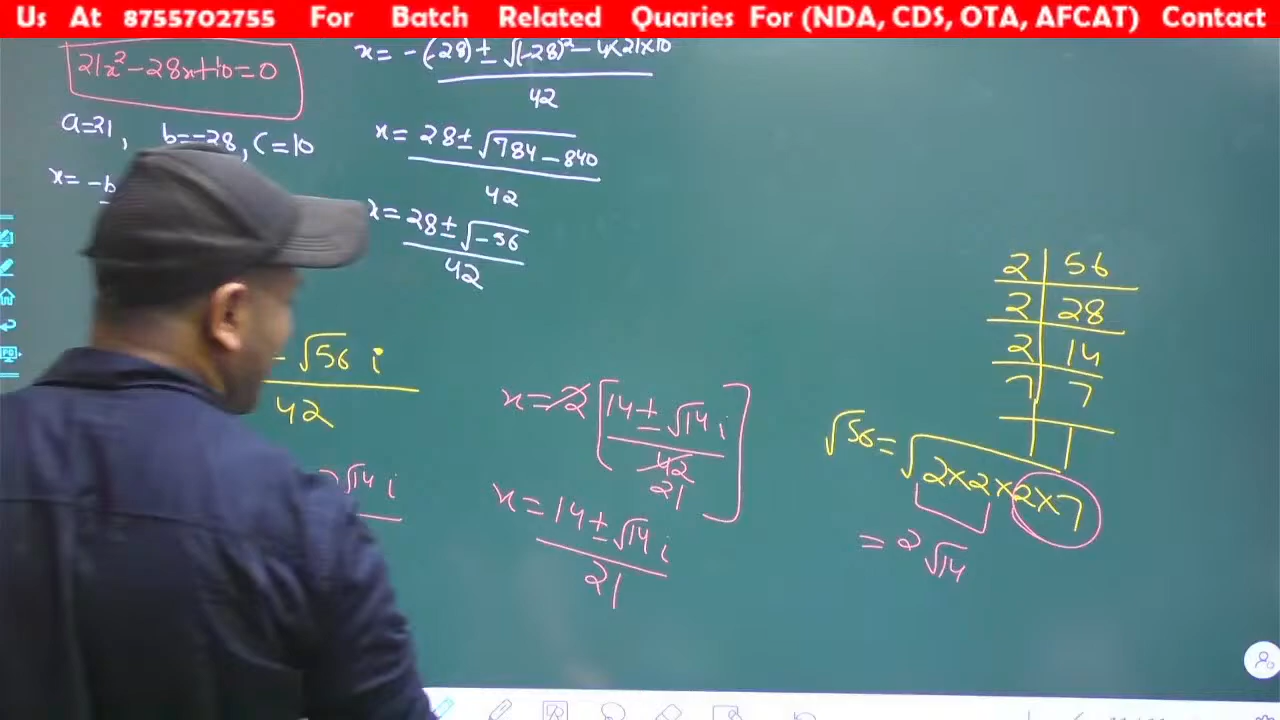 Us At 8755702755 For Batch Related Quaries For (NDA, CDS, OTA, AFCAT) Contact
21x²-28x+10=0
a=21, b=-28, c=10
x= -b
x= -(-28)±√(-28)²-4×21×10
42
x= 28±√784-840
42
x= 28±√-56
42
-√56 i
42
√14 i
x=2[14±√14 i
42
21]
x=14±√14 i
21
2 | 56
2 | 28
2 | 14
7 | 7
1
√56=√2×2×2×7
= 2√14